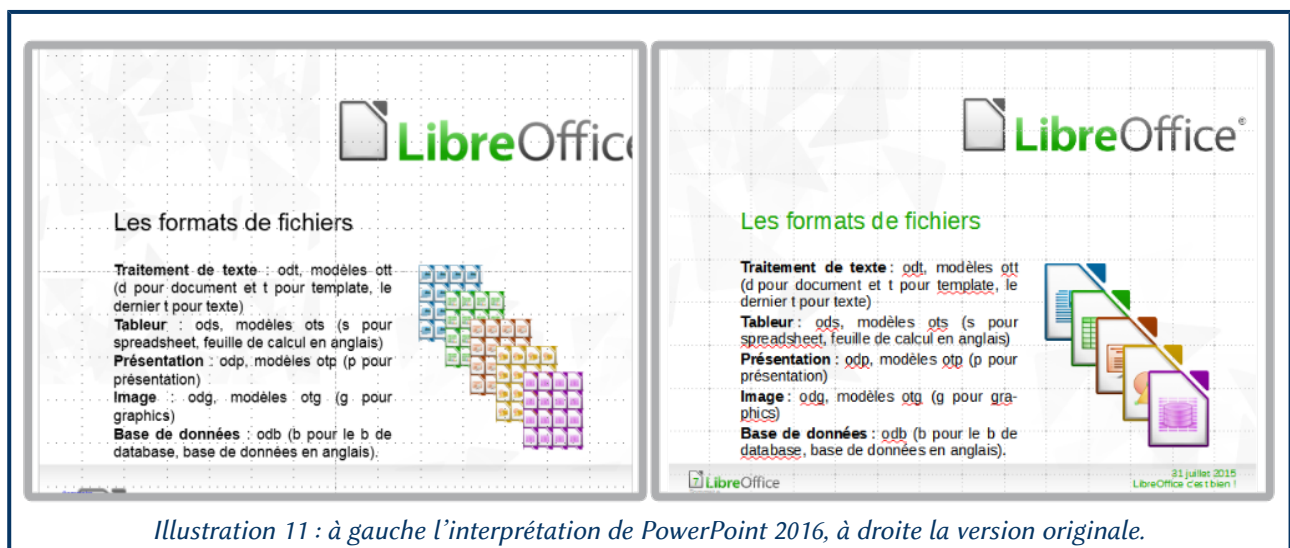 LibreOffice
Les formats de fichiers
Traitement de texte : odt, modèles ott
(d pour document et t pour template, le
dernier t pour texte)
Tableur : ods, modèles ots (s pour
spreadsheet, feuille de calcul en anglais)
Présentation : odp, modèles otp (p pour
présentation)
Image : odg, modèles otg (g pour
graphics)
Base de données : odb (b pour le b de
database, base de données en anglais).
LibreOffice®
Les formats de fichiers
Traitement de texte : odt, modèles ott
(d pour document et t pour template, le
dernier t pour texte)
Tableur : ods, modèles ots (s pour
spreadsheet, feuille de calcul en anglais)
Présentation : odp, modèles otp (p pour
présentation)
Image : odg, modèles otg (g pour gra-
phics)
Base de données : odb (b pour le b de
database, base de données en anglais).
7 LibreOffice
31 juillet 2015
LibreOffice c'est bien !
Illustration 11 : à gauche l'interprétation de PowerPoint 2016, à droite la version originale.